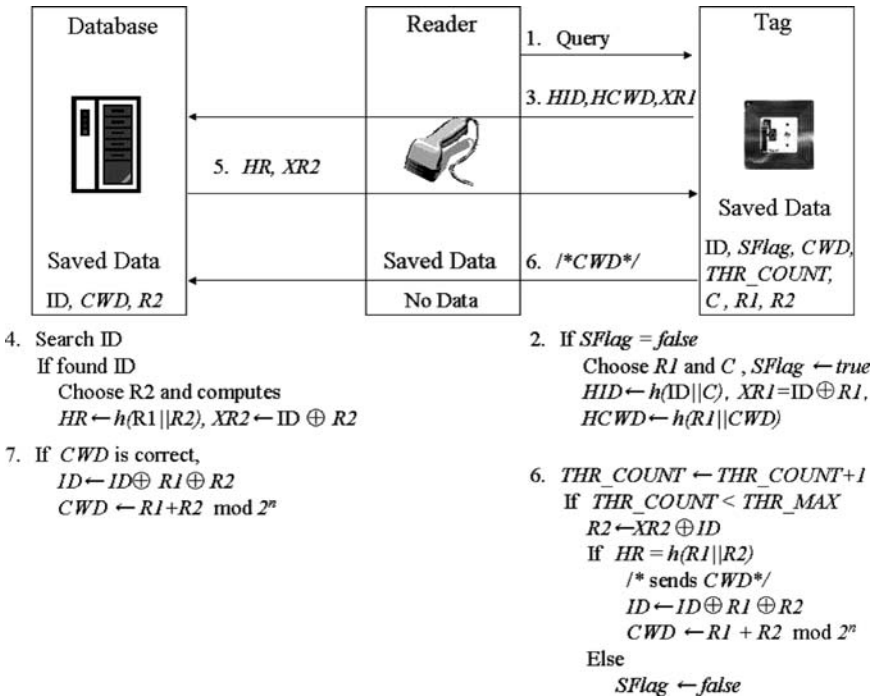 Database
Reader
Tag
1. Query
3. HID,HCWD,XR1
5. HR, XR2
Saved Data
ID, SFlag, CWD,
THR_COUNT,
C , R1, R2
Saved Data
ID, CWD, R2
Saved Data
No Data
6. /*CWD*/
4. Search ID
If found ID
Choose R2 and computes
HR ← h(R1||R2), XR2 ← ID ⊕ R2
7. If CWD is correct,
ID ← ID⊕ R1⊕ R2
CWD ← R1+R2 mod 2ⁿ
2. If SFlag = false
Choose R1 and C , SFlag ← true
HID ← h(ID||C), XR1=ID⊕R1,
HCWD ← h(R1||CWD)
6. THR_COUNT ← THR_COUNT+1
If THR_COUNT < THR_MAX
R2 ←XR2 ⊕ID
If HR = h(R1||R2)
/* sends CWD*/
ID ← ID⊕ R1 ⊕ R2
CWD ← R1 + R2 mod 2ⁿ
Else
SFlag ← false